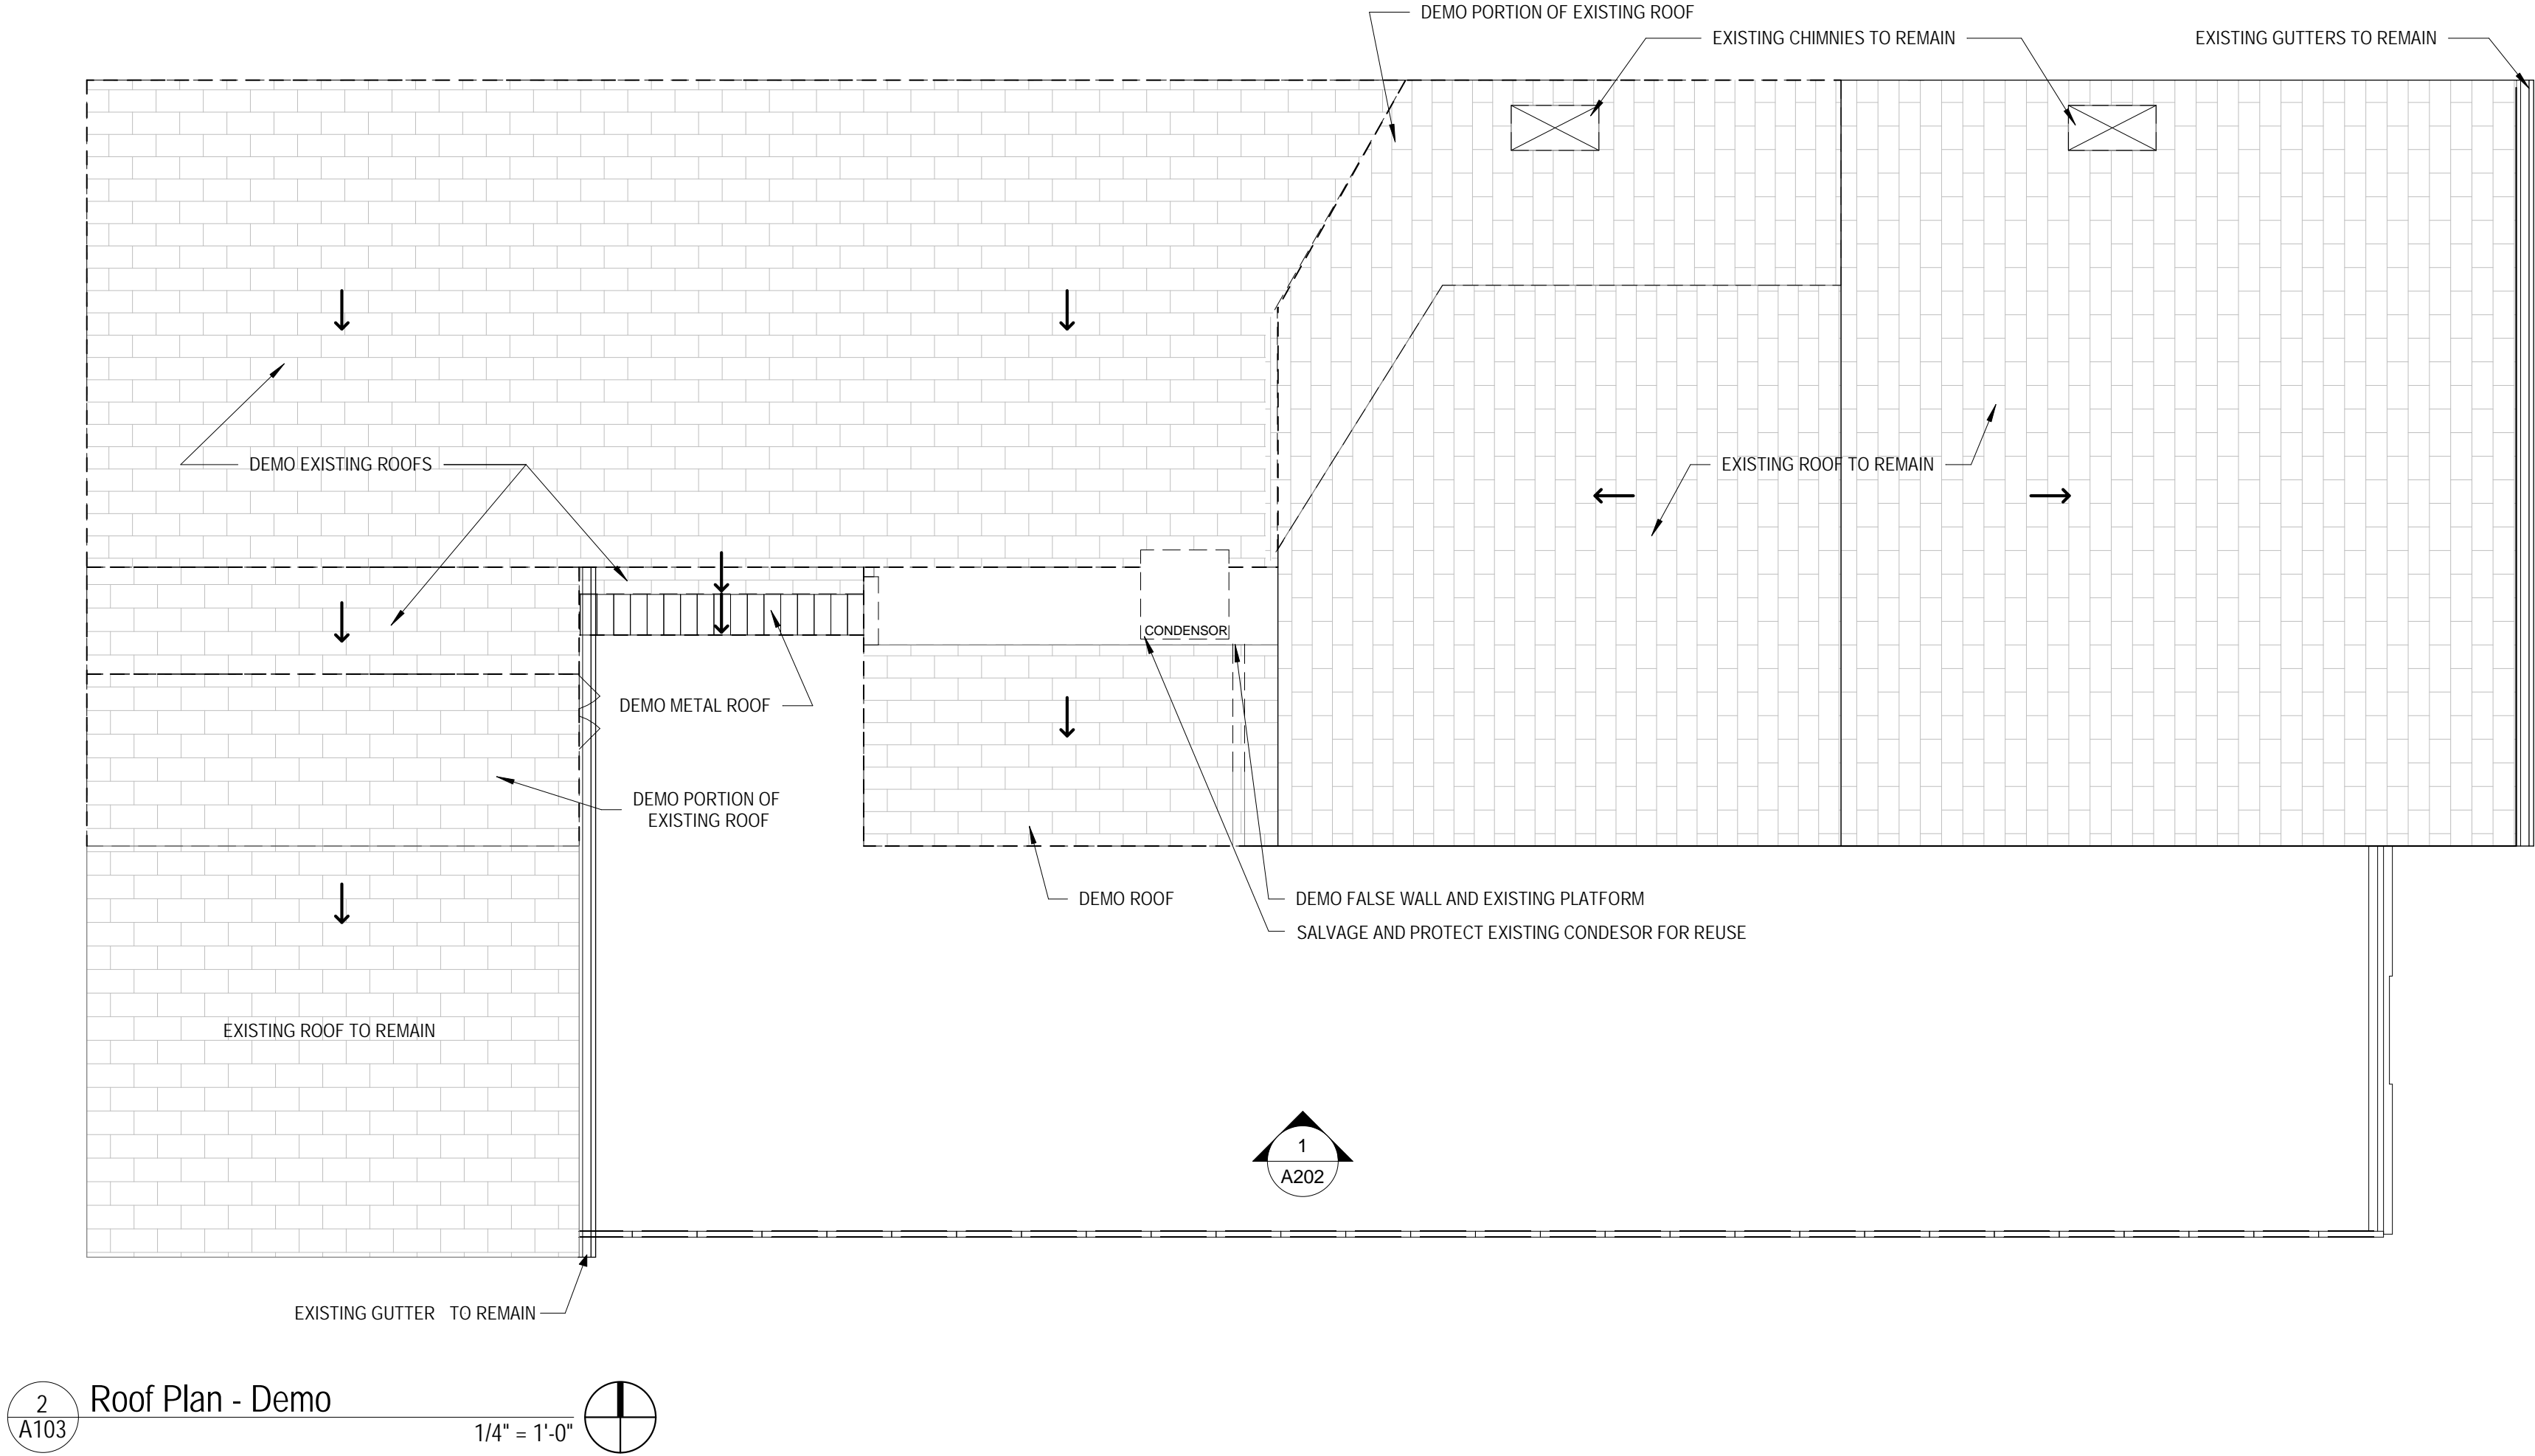 DEMO PORTION OF EXISTING ROOF
EXISTING CHIMNIES TO REMAIN
EXISTING GUTTERS TO REMAIN
DEMO EXISTING ROOFS
EXISTING ROOF TO REMAIN
CONDENSOR
DEMO METAL ROOF
DEMO PORTION OF
EXISTING ROOF
DEMO ROOF
DEMO FALSE WALL AND EXISTING PLATFORM
SALVAGE AND PROTECT EXISTING CONDESOR FOR REUSE
EXISTING ROOF TO REMAIN
1
A202
EXISTING GUTTER TO REMAIN
2
A103
Roof Plan - Demo
1/4" = 1'-0"